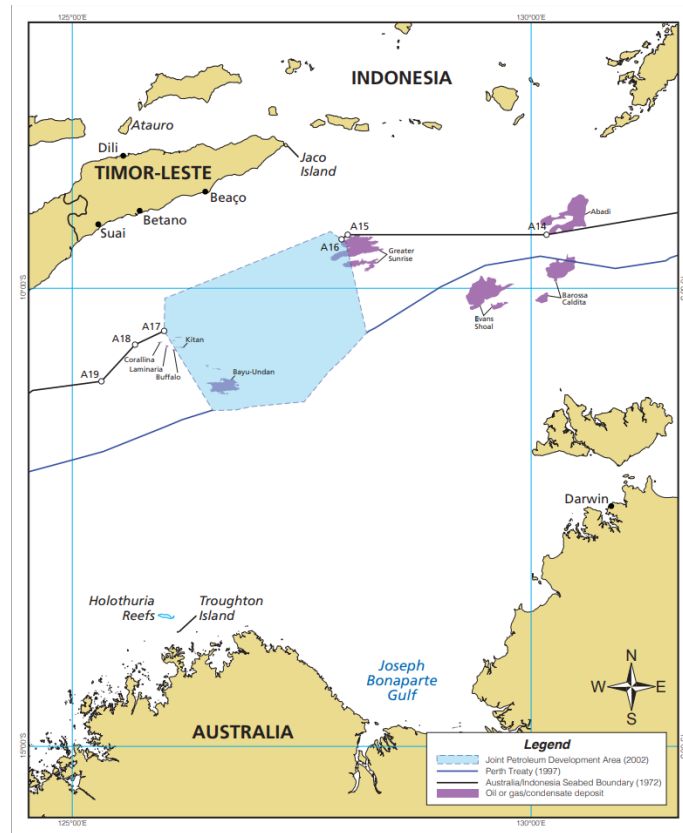 125°00'E
130°00'E
INDONESIA
Atauro
Dili
Jaco
Island
TIMOR-LESTE
Beaço
Betano
Suai
A15
A14
Abadi
A16
Greater
Sunrise
10°00'S
Barossa
Caldita
Evans
Shoal
A17
A18
Kitan
Corallina
Laminaria
Buffalo
A19
Bayu-Undan
Darwin
Holothuria
Reefs
Troughton
Island
Joseph
Bonaparte
Gulf
N
W
E
S
AUSTRALIA
Legend
Joint Petroleum Development Area (2002)
Perth Treaty (1997)
Australia/Indonesia Seabed Boundary (1972)
Oil or gas/condensate deposit
15°00'S
125°00'E
130°00'E